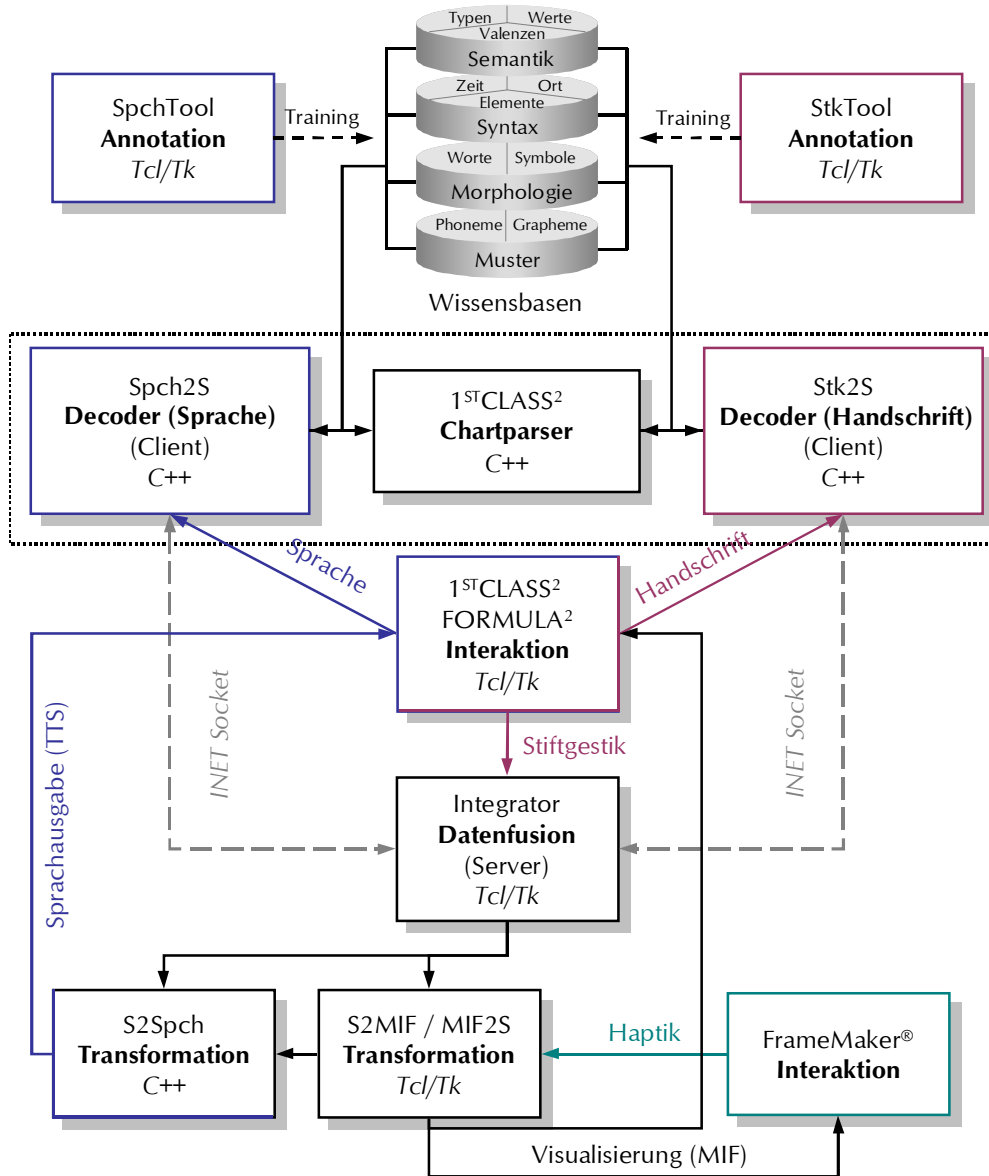 Typen Werte
Valenzen
Semantik
Zeit Ort
Elemente
Syntax
Worte Symbole
Morphologie
Phoneme Grapheme
Muster
Wissensbasen
SpchTool
Annotation
Tcl/Tk
Training
Training
StkTool
Annotation
Tcl/Tk
Spch2S
Decoder (Sprache)
(Client)
C++
1STCLASS²
Chartparser
C++
Stk2S
Decoder (Handschrift)
(Client)
C++
Sprache
Handschrift
1STCLASS²
FORMULA²
Interaktion
Tcl/Tk
Stiftgestik
INET Socket
INET Socket
Sprachausgabe (TTS)
Integrator
Datenfusion
(Server)
Tcl/Tk
S2Spch
Transformation
C++
S2MIF / MIF2S
Transformation
Tcl/Tk
Haptik
FrameMaker®
Interaktion
Visualisierung (MIF)